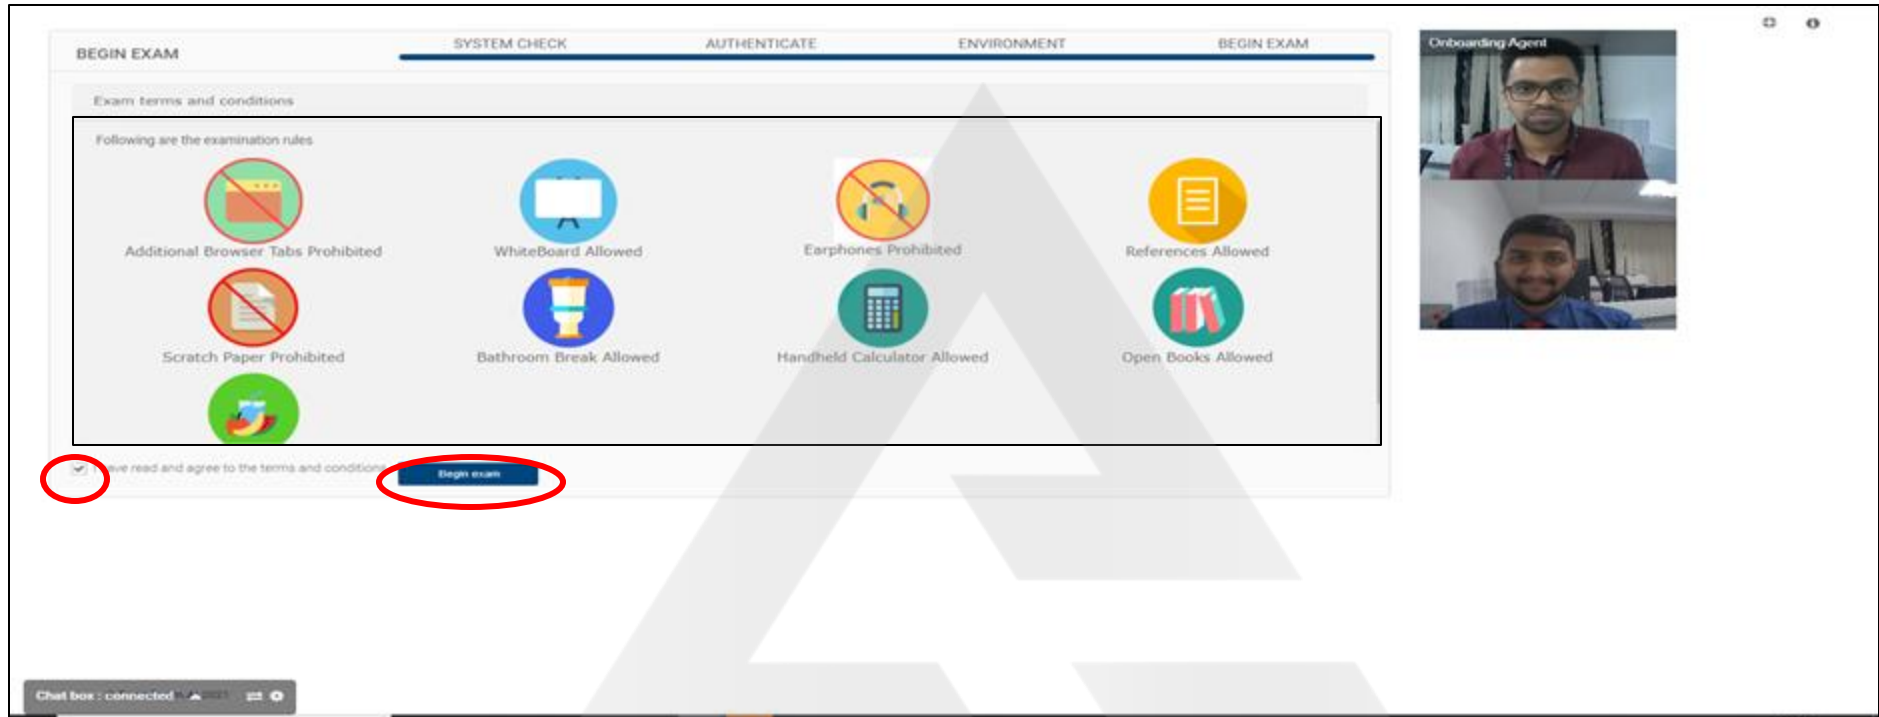 BEGIN EXAM
SYSTEM CHECK
AUTHENTICATE
ENVIRONMENT
BEGIN EXAM
Onboarding Agent
Exam terms and conditions
Following are the examination rules
Additional Browser Tabs Prohibited
WhiteBoard Allowed
Earphones Prohibited
References Allowed
Scratch Paper Prohibited
Bathroom Break Allowed
Handheld Calculator Allowed
Open Books Allowed
have read and agree to the terms and conditions
Begin exam
Chat box : connected